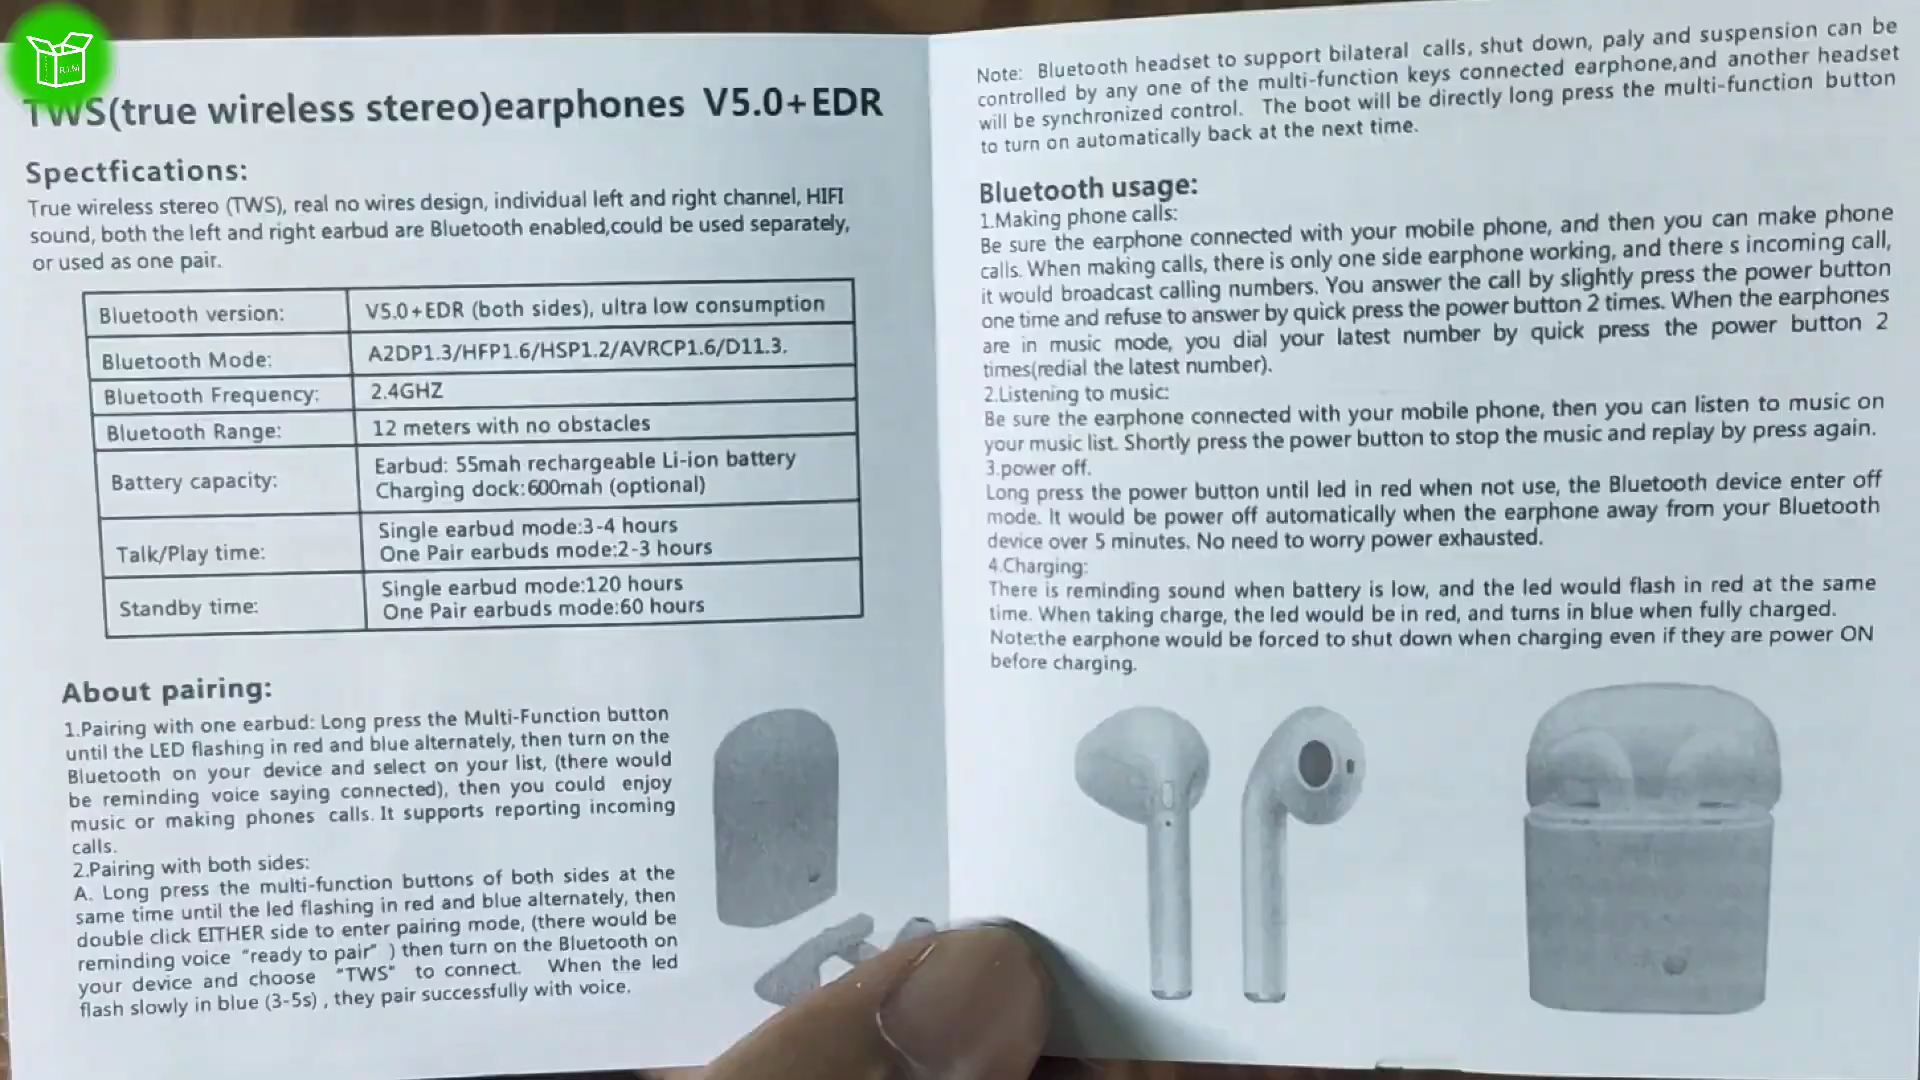 R.I.M
TWS(true wireless stereo)earphones V5.0+EDR
Spectfications:
True wireless stereo (TWS), real no wires design, individual left and right channel, HIFI
sound, both the left and right earbud are Bluetooth enabled,could be used separately,
or used as one pair.
Bluetooth version: V5.0+EDR (both sides), ultra low consumption
Bluetooth Mode: A2DP1.3/HFP1.6/HSP1.2/AVRCP1.6/D11.3.
Bluetooth Frequency: 2.4GHZ
Bluetooth Range: 12 meters with no obstacles
Battery capacity: Earbud: 55mah rechargeable Li-ion battery
Charging dock:600mah (optional)
Talk/Play time: Single earbud mode:3-4 hours
One Pair earbuds mode:2-3 hours
Standby time: Single earbud mode:120 hours
One Pair earbuds mode:60 hours
About pairing:
1.Pairing with one earbud: Long press the Multi-Function button
until the LED flashing in red and blue alternately, then turn on the
Bluetooth on your device and select on your list, (there would
be reminding voice saying connected), then you could enjoy
music or making phones calls. It supports reporting incoming
calls.
2.Pairing with both sides:
A. Long press the multi-function buttons of both sides at the
same time until the led flashing in red and blue alternately, then
double click EITHER side to enter pairing mode, (there would be
reminding voice "ready to pair" ) then turn on the Bluetooth on
your device and choose "TWS" to connect. When the led
flash slowly in blue (3-5s) , they pair successfully with voice.
Note: Bluetooth headset to support bilateral calls, shut down, paly and suspension can be
controlled by any one of the multi-function keys connected earphone,and another headset
will be synchronized control. The boot will be directly long press the multi-function button
to turn on automatically back at the next time.
Bluetooth usage:
1.Making phone calls:
Be sure the earphone connected with your mobile phone, and then you can make phone
calls. When making calls, there is only one side earphone working, and there s incoming call,
it would broadcast calling numbers. You answer the call by slightly press the power button
one time and refuse to answer by quick press the power button 2 times. When the earphones
are in music mode, you dial your latest number by quick press the power button 2
times(redial the latest number).
2.Listening to music:
Be sure the earphone connected with your mobile phone, then you can listen to music on
your music list. Shortly press the power button to stop the music and replay by press again.
3.power off.
Long press the power button until led in red when not use, the Bluetooth device enter off
mode. It would be power off automatically when the earphone away from your Bluetooth
device over 5 minutes. No need to worry power exhausted.
4.Charging:
There is reminding sound when battery is low, and the led would flash in red at the same
time. When taking charge, the led would be in red, and turns in blue when fully charged.
Note:the earphone would be forced to shut down when charging even if they are power ON
before charging.